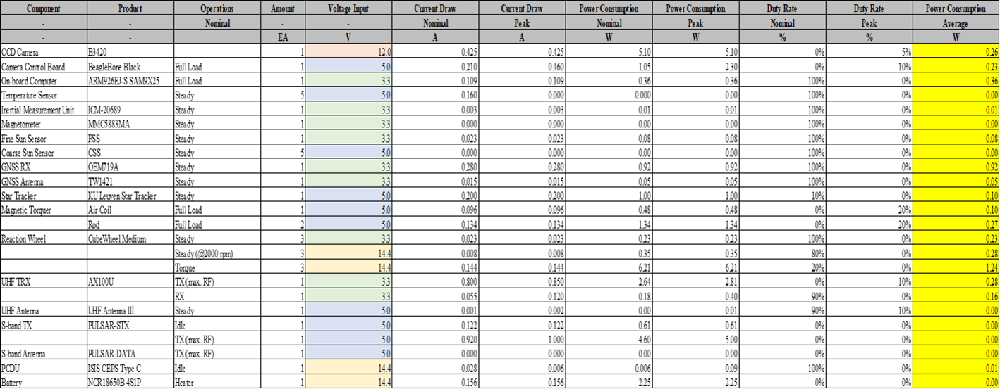 Component Product Operations Amount Voltage Input Current Draw Current Draw Power Consumption Power Consumption Duty Rate Duty Rate Power Consumption
- - Nominal - - Nominal Peak Nominal Peak Nominal Peak Average
- - EA V A A W W % % W
CCD Camera B3420 1 12.0 0.425 0.425 5.10 5.10 0% 5% 0.26
Camera Control Board BeagleBone Black Full Load 1 5.0 0.210 0.460 1.05 2.30 0% 10% 0.23
On-board Computer ARM926EJ-S SAM9X25 Full Load 1 3.3 0.109 0.109 0.36 0.36 100% 0% 0.36
Temperature Sensor Steady 5 5.0 0.160 0.000 0.000 0.00 100% 0% 0.00
Inertial Measurement Unit ICM-20689 Steady 1 3.3 0.003 0.003 0.01 0.01 100% 0% 0.01
Magnetometer MMC5883MA Steady 1 3.3 0.000 0.000 0.00 0.00 100% 0% 0.00
Fine Sun Sensor FSS Steady 1 3.3 0.023 0.023 0.08 0.08 100% 0% 0.08
Coarse Sun Sensor CSS Steady 5 5.0 0.000 0.000 0.00 0.00 100% 0% 0.00
GNSS RX OEM719A Steady 1 3.3 0.280 0.280 0.92 0.92 100% 0% 0.92
GNSS Antenna TW1421 Steady 1 3.3 0.015 0.015 0.05 0.05 100% 0% 0.05
Star Tracker KU Leuven Star Tracker Steady 1 5.0 0.200 0.200 1.00 1.00 10% 0% 0.10
Magnetic Torquer Air Coil Full Load 1 5.0 0.096 0.096 0.48 0.48 0% 20% 0.10
Rod Full Load 2 5.0 0.134 0.134 1.34 1.34 0% 20% 0.27
Reaction Wheel CubeWheel Medium Steady 3 3.3 0.023 0.023 0.23 0.23 100% 0% 0.23
Steady (@2000 rpm) 3 14.4 0.008 0.008 0.35 0.35 80% 0% 0.28
Torque 3 14.4 0.144 0.144 6.21 6.21 20% 0% 1.24
UHF TRX AX100U TX (max. RF) 1 3.3 0.800 0.850 2.64 2.81 0% 10% 0.28
RX 1 3.3 0.055 0.120 0.18 0.40 90% 0% 0.16
UHF Antenna UHF Antenna III Steady 1 5.0 0.001 0.002 0.00 0.01 90% 10% 0.00
S-band TX PULSAR-STX Idle 1 5.0 0.122 0.122 0.61 0.61 0% 0% 0.00
TX (max. RF) 1 5.0 0.920 1.000 4.60 5.00 0% 0% 0.00
S-band Antenna PULSAR-DATA TX (max. RF) 1 5.0 0.000 0.000 0.00 0.00 0% 0% 0.00
PCDU ISIS CEPS Type C Idle 1 14.4 0.028 0.006 0.006 0.09 100% 0% 0.01
Battery NCR18650B 4S1P Heater 1 14.4 0.156 0.156 2.25 2.25 0% 0% 0.00